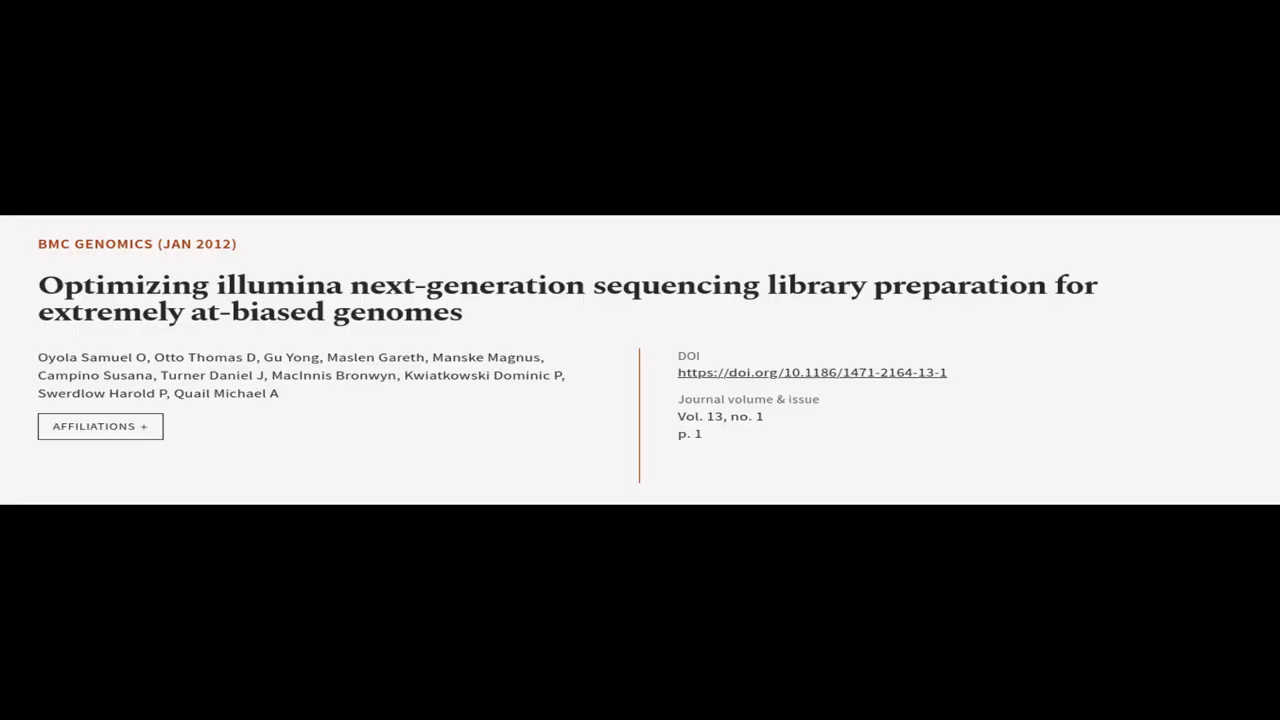 BMC GENOMICS (JAN 2012)
Optimizing illumina next-generation sequencing library preparation for
extremely at-biased genomes
Oyola Samuel O, Otto Thomas D, Gu Yong, Maslen Gareth, Manske Magnus,
Campino Susana, Turner Daniel J, MacInnis Bronwyn, Kwiatkowski Dominic P,
Swerdlow Harold P, Quail Michael A
AFFILIATIONS +
DOI
https://doi.org/10.1186/1471-2164-13-1
Journal volume & issue
Vol. 13, no. 1
p. 1